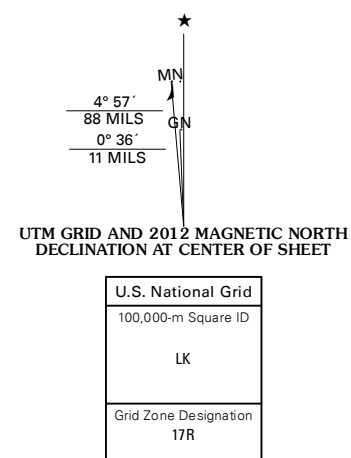 ★
MN
4° 57´
88 MILS
GN
0° 36´
11 MILS
UTM GRID AND 2012 MAGNETIC NORTH
DECLINATION AT CENTER OF SHEET
U.S. National Grid
100,000-m Square ID
LK
Grid Zone Designation
17R